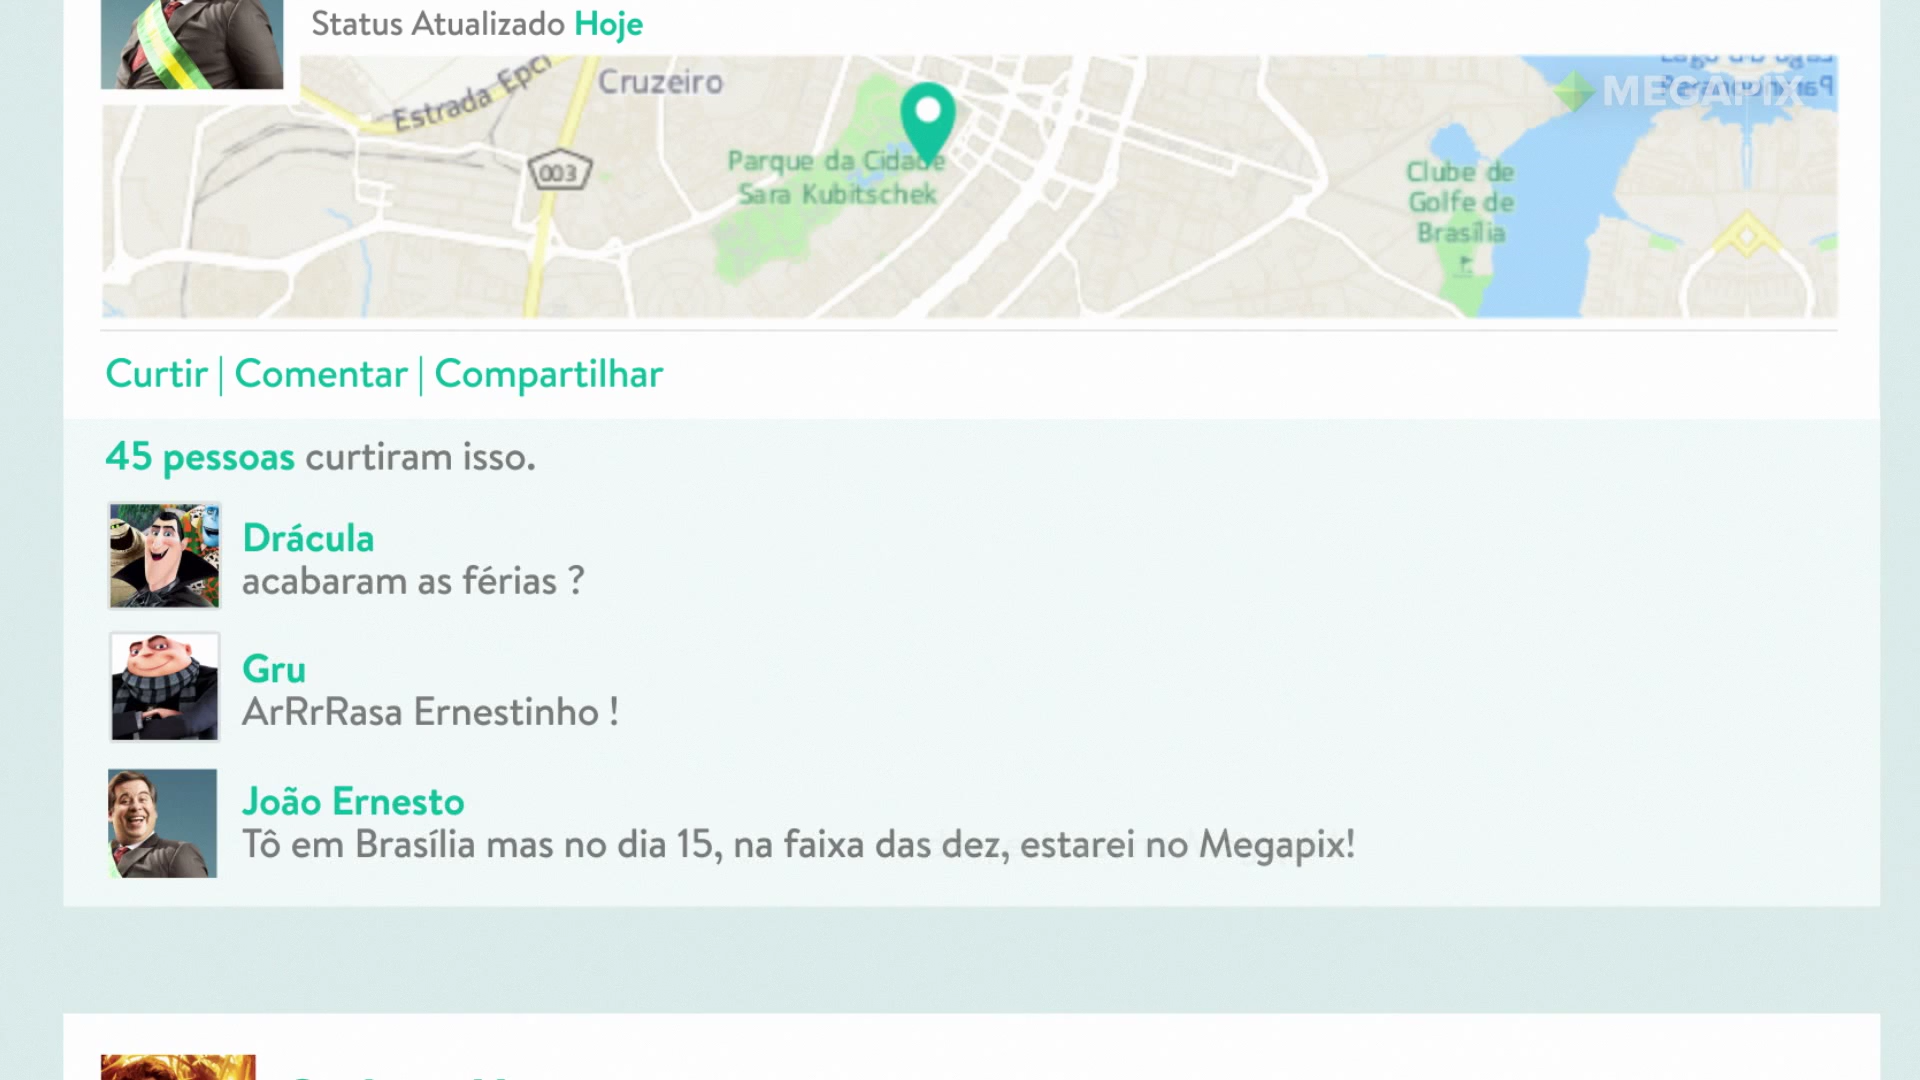 Status Atualizado Hoje
Estrada Epci
Cruzeiro
MEGAPIX
003
Parque da Cidade
Sara Kubitschek
Clube de
Golfe de
Brasília
Curtir | Comentar | Compartilhar
45 pessoas curtiram isso.
Drácula
acabaram as férias ?
Gru
ArRrRasa Ernestinho !
João Ernesto
Tô em Brasília mas no dia 15, na faixa das dez, estarei no Megapix!